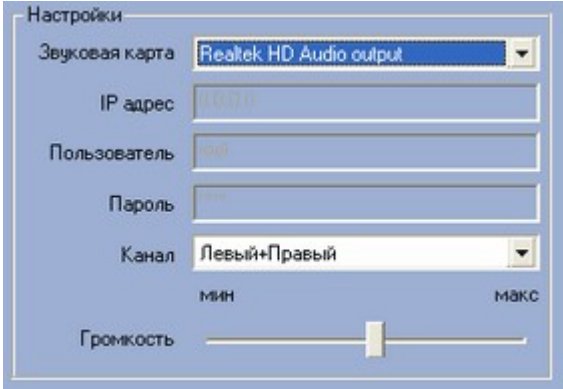 Настройки
Звуковая карта Realtek HD Audio output
IP адрес
Пользователь
Пароль
Канал Левый+Правый
мин макс
Громкость